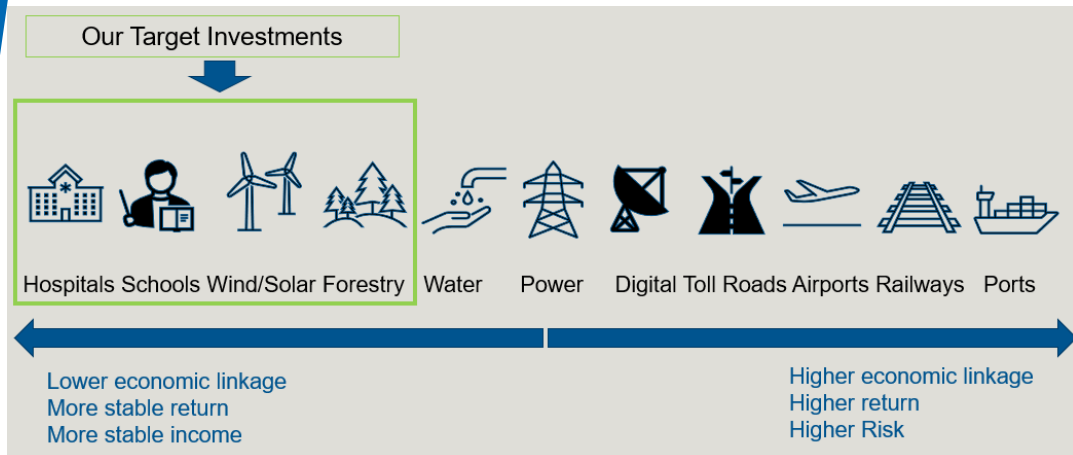 Our Target Investments
Hospitals Schools Wind/Solar Forestry Water Power Digital Toll Roads Airports Railways Ports
Lower economic linkage
More stable return
More stable income
Higher economic linkage
Higher return
Higher Risk